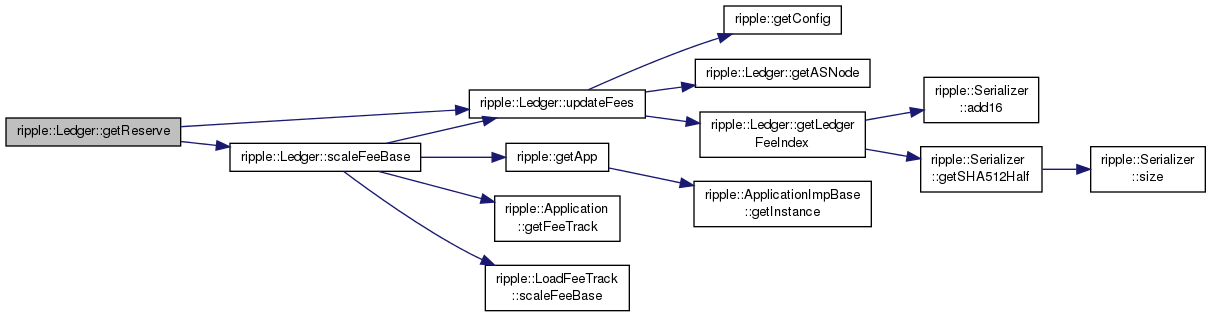 ripple::Ledger::getReserve
ripple::Ledger::updateFees
ripple::Ledger::scaleFeeBase
ripple::getConfig
ripple::Ledger::getASNode
ripple::Ledger::getLedger
FeeIndex
ripple::getApp
ripple::Application
::getFeeTrack
ripple::LoadFeeTrack
::scaleFeeBase
ripple::ApplicationImpBase
::getInstance
ripple::Serializer
::add16
ripple::Serializer
::getSHA512Half
ripple::Serializer
::size